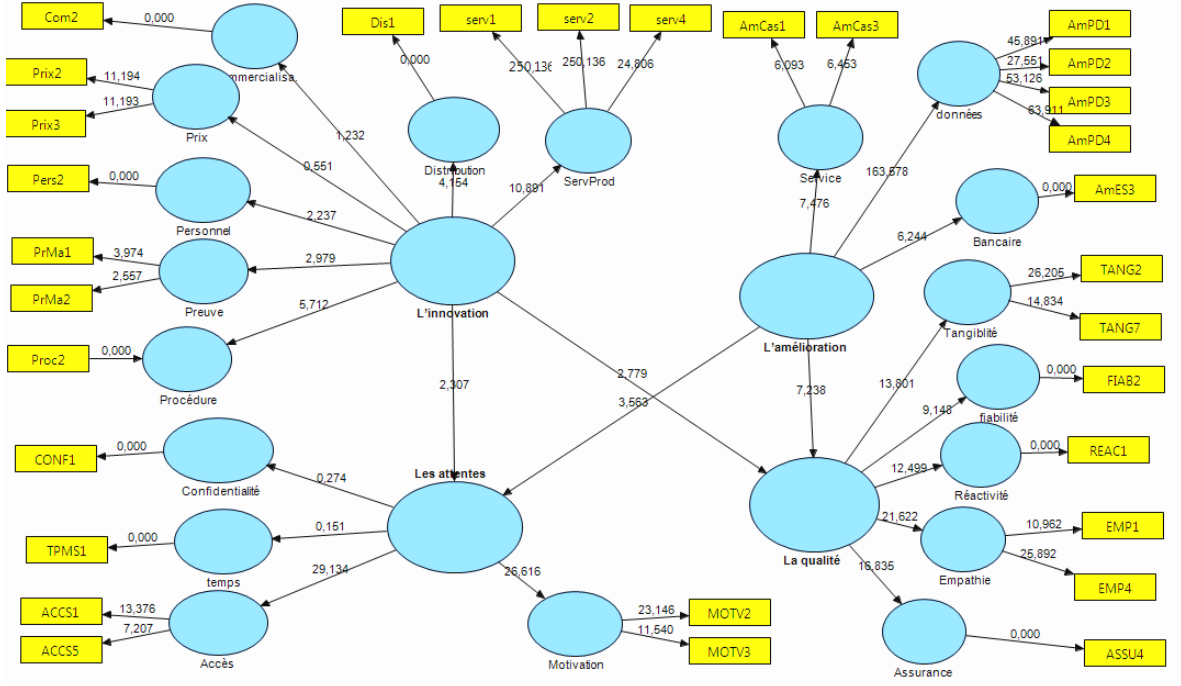 Com2
0,000
mmercialisa.
Prix2
11,194
11,193
Prix3
Prix
Pers2
0,000
Personnel
PrMa1
3,974
2,557
PrMa2
Preuve
Proc2
0,000
Procédure
1,232
0,551
2,237
2,979
5,712
L'innovation
Dis1
0,000
Distribution
4,154
serv1
serv2
serv4
250,136
250,136
24,806
ServProd
10,891
AmCas1
AmCas3
6,093
6,453
Service
7,476
AmPD1
45,891
AmPD2
27,551
AmPD3
53,126
AmPD4
63,911
données
163,578
AmES3
0,000
Bancaire
6,244
L'amélioration
2,307
2,779
3,563
7,238
TANG2
26,205
TANG7
14,834
Tangiblité
13,801
FIAB2
0,000
fiabilité
9,148
REAC1
0,000
Réactivité
12,499
EMP1
10,962
EMP4
25,892
Empathie
21,622
La qualité
16,835
ASSU4
0,000
Assurance
Les attentes
CONF1
0,000
Confidentialité
0,274
TPMS1
0,000
temps
0,151
ACCS1
13,376
ACCS5
7,207
Accès
29,134
26,616
MOTV2
23,146
MOTV3
11,540
Motivation